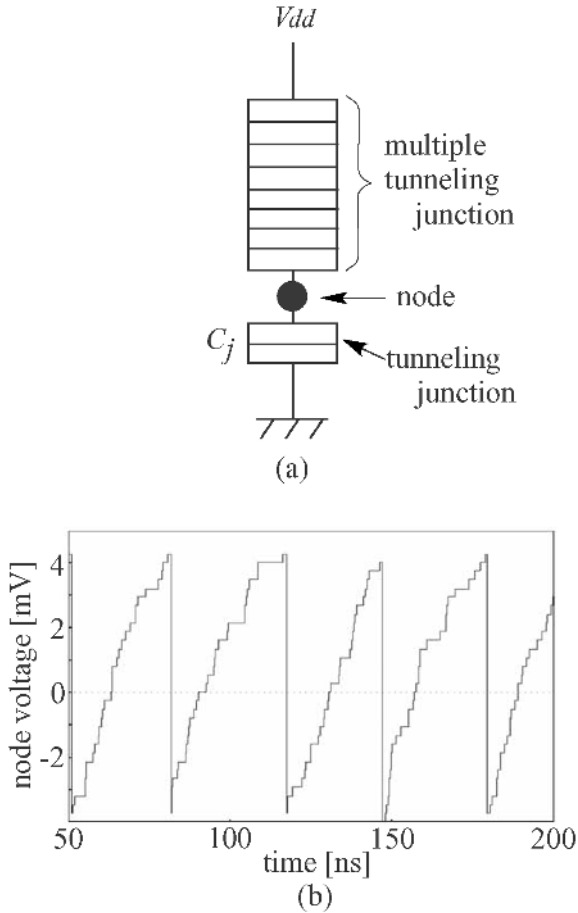 Vdd
multiple
tunneling
junction
node
Cj
tunneling
junction
(a)
node voltage [mV]
4
2
0
-2
50
100
150
200
time [ns]
(b)